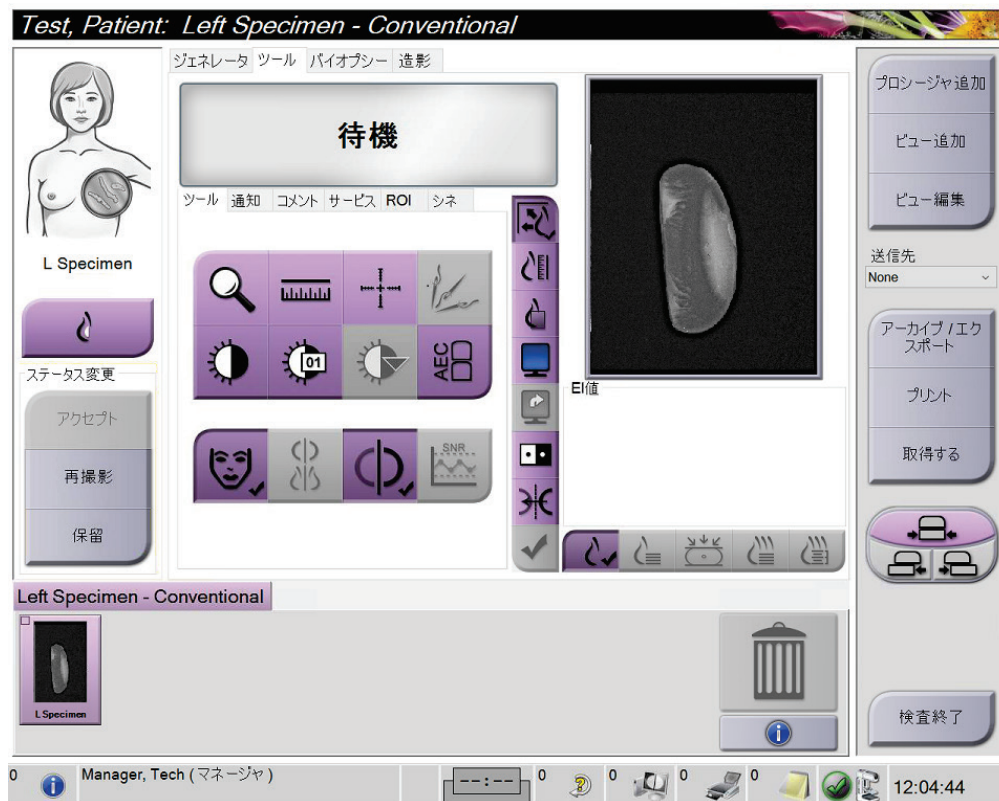 Test, Patient: Left Specimen - Conventional
ジェネレータ ツール バイオプシー 造影
待機
ツール 通知 コメント サービス ROI シネ
L Specimen
ステータス変更
アクセプト
再撮影
保留
01
AEC
SNR
EI値
プロシージャ追加
ビュー追加
ビュー編集
送信先
None
アーカイブ / エク
スポート
プリント
取得する
検査終了
Left Specimen - Conventional
L Specimen
0 Manager, Tech ( マネージャ ) --:-- 0 0 0 0 12:04:44